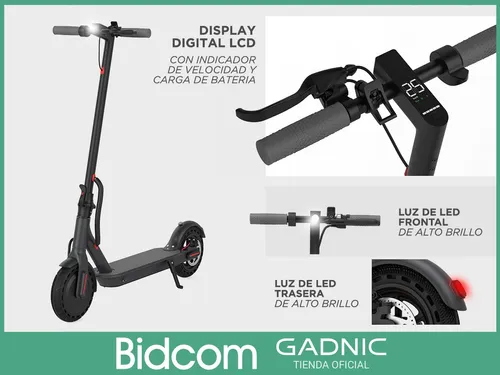 DISPLAY
DIGITAL LCD
CON INDICADOR
DE VELOCIDAD Y
CARGA DE BATERIA
25
LUZ DE LED
FRONTAL
DE ALTO BRILLO
LUZ DE LED
TRASERA
DE ALTO BRILLO
Bidcom
GADNIC
TIENDA OFICIAL